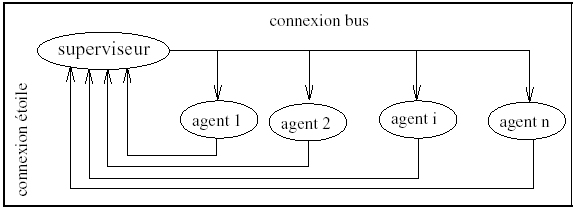 connexion bus
superviseur
agent 1
agent 2
agent i
agent n
connexion étoile